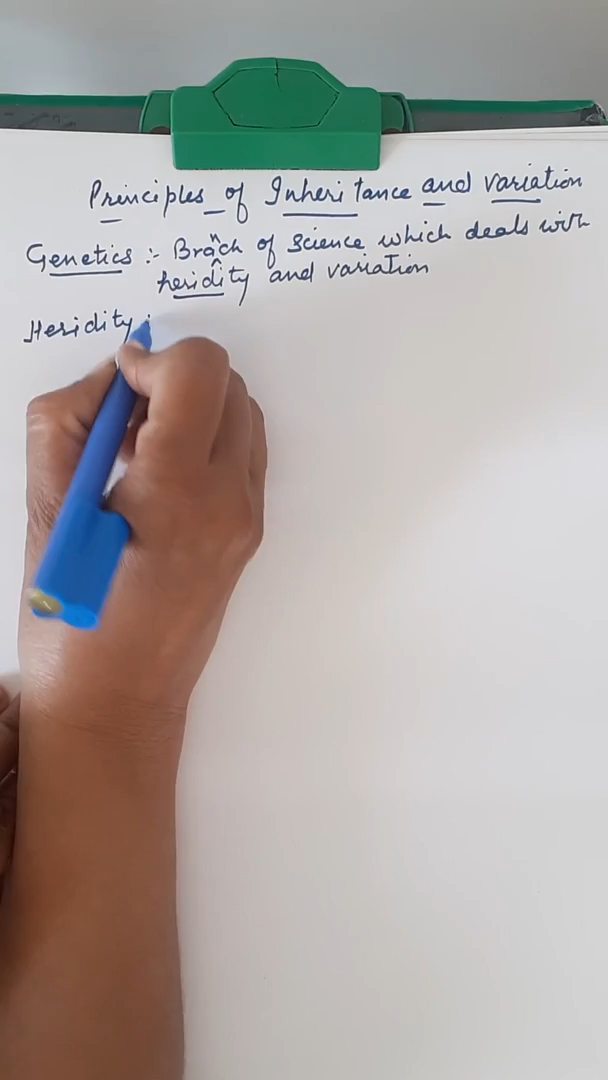 Principles of Inheritance and variation
Genetics :- Branch of science which deals with
heridity and variation
Heridity :